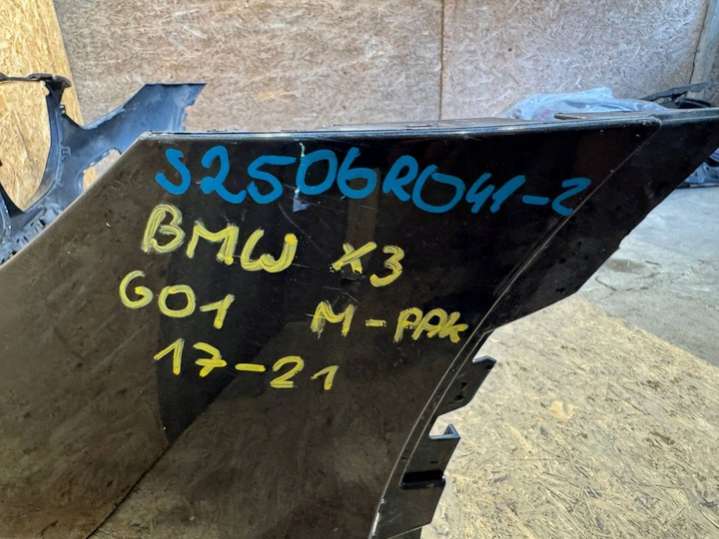 S2506R041-2
BMW X3
G01 M-PAK
17-21